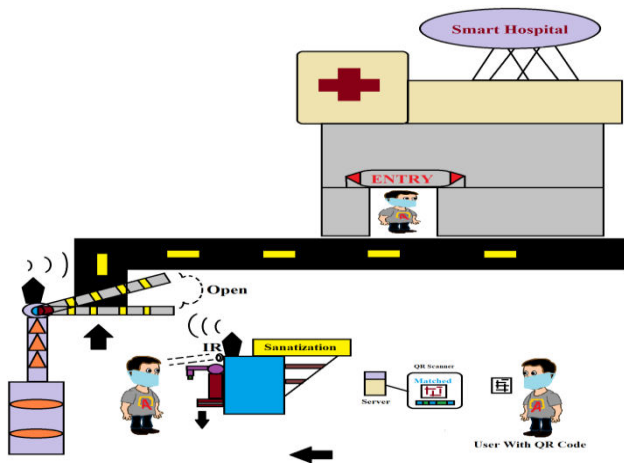 Smart Hospital
ENTRY
Open
IR
Sanatization
QR Scanner
Matched
Server
User With QR Code